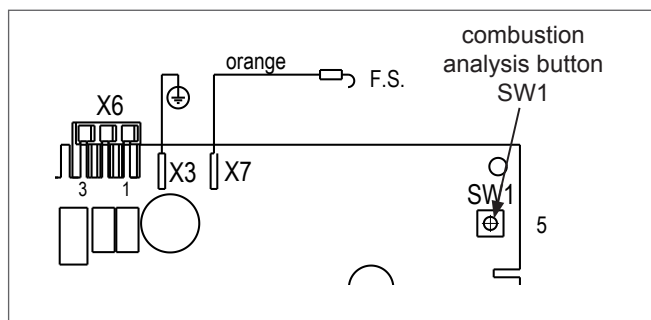 combustion
analysis button
SW1
orange
F.S.
X6
X3
X7
3
1
SW1
5